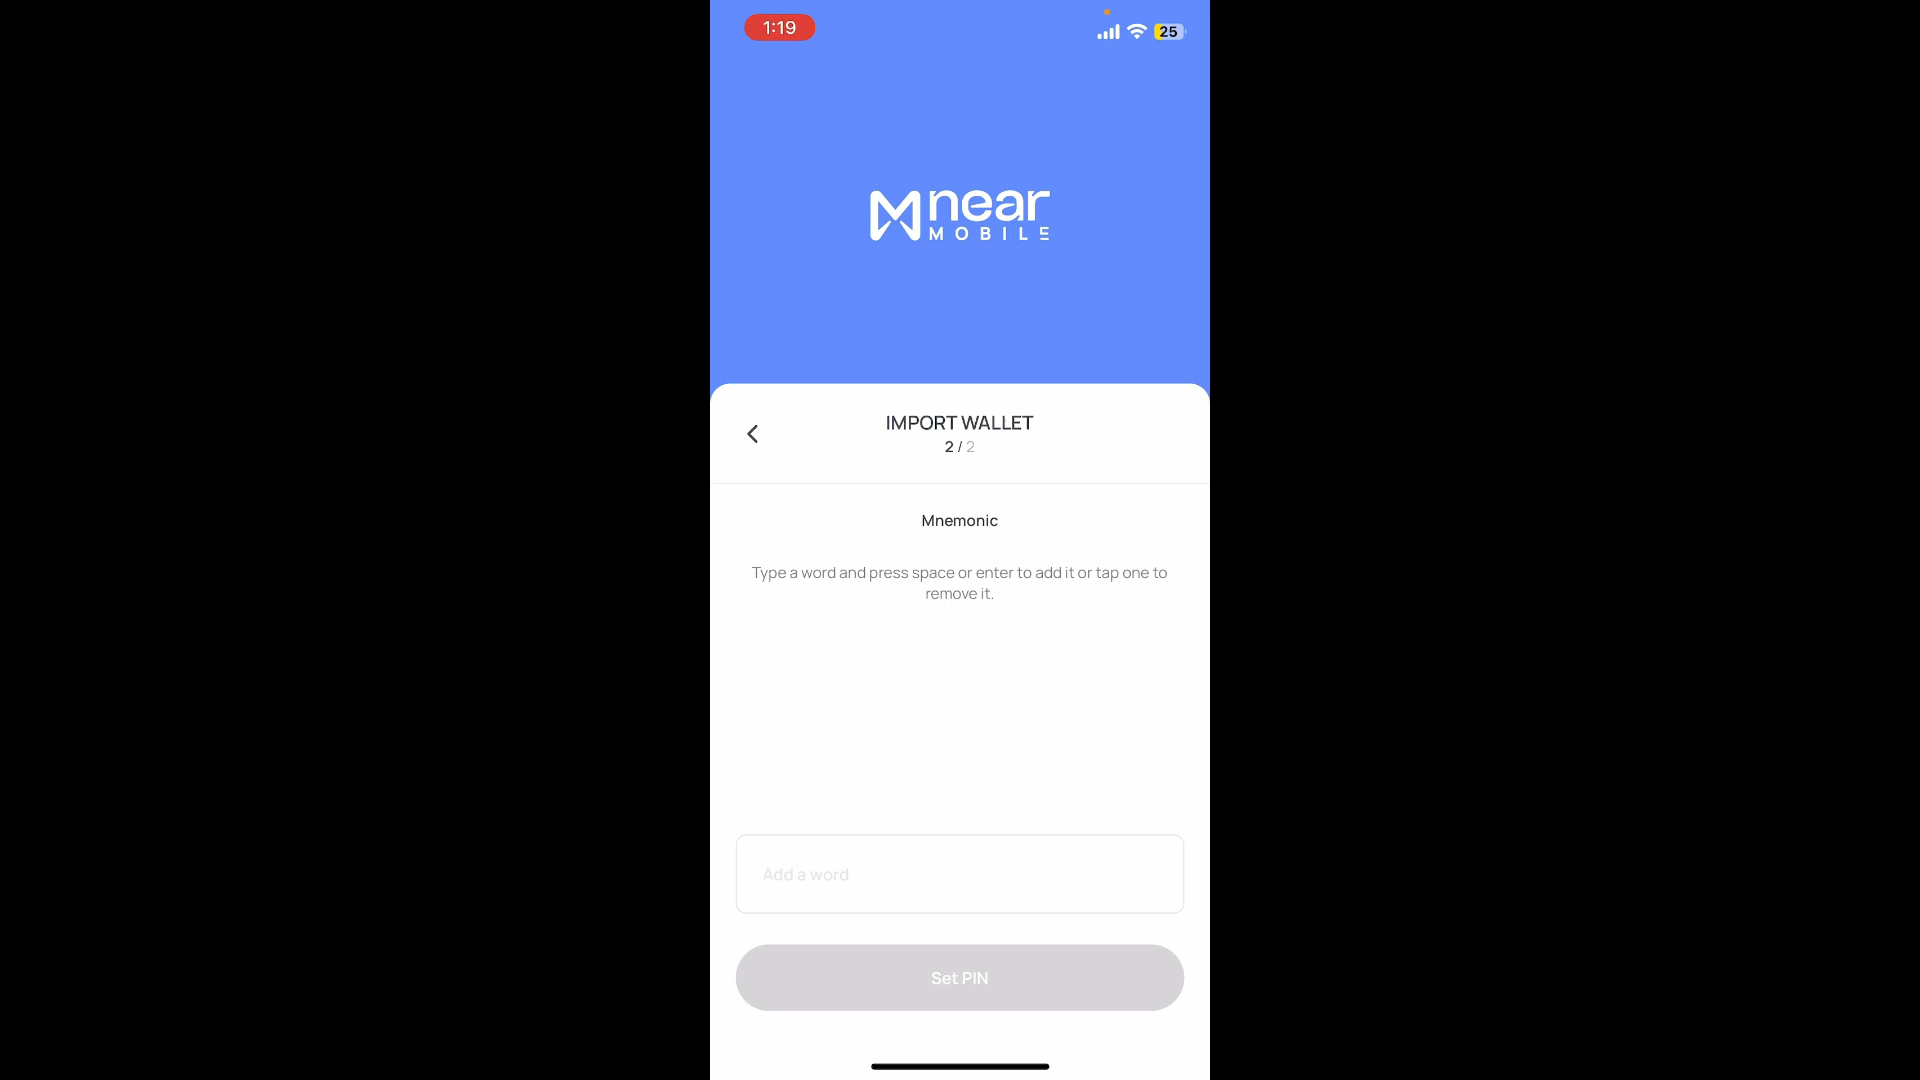 1:19
25
near
MOBILE
IMPORT WALLET
2 / 2
Mnemonic
Type a word and press space or enter to add it or tap one to
remove it.
Add a word
Set PIN